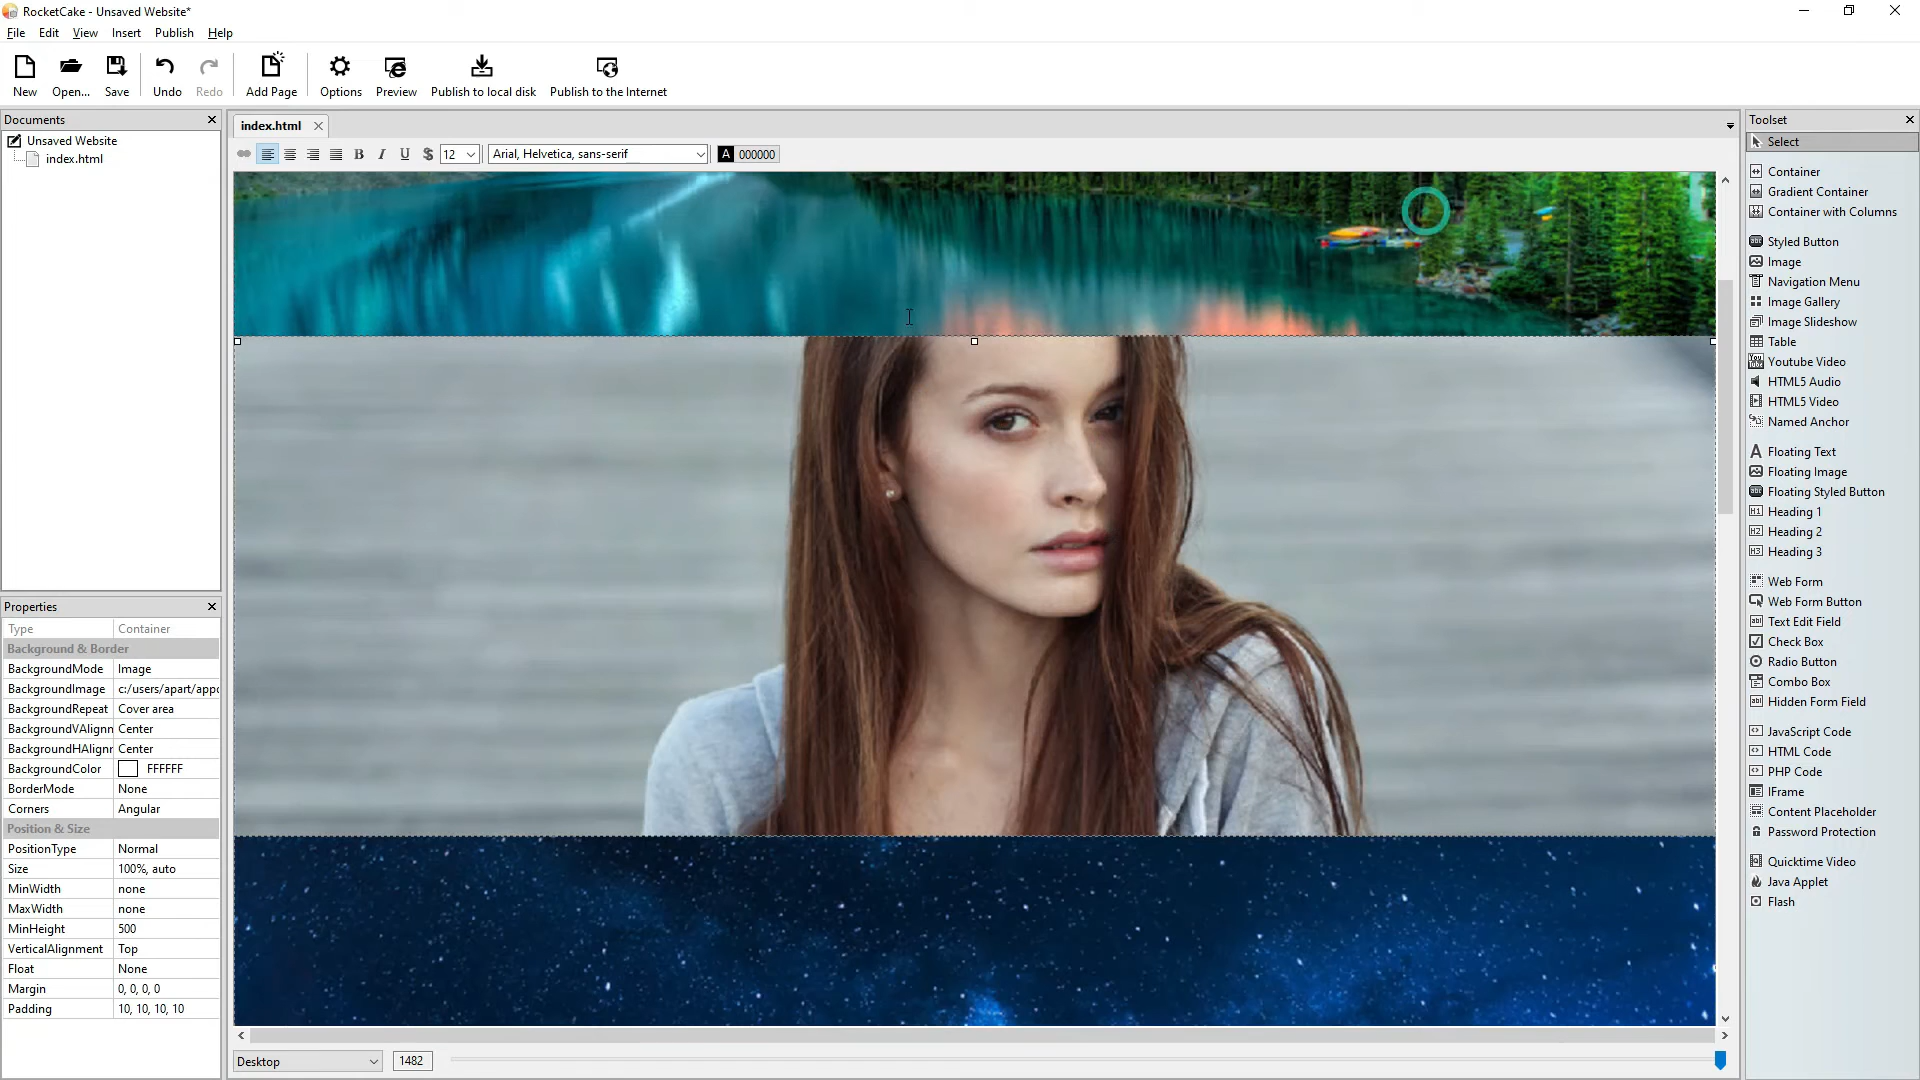 RocketCake - Unsaved Website*
File Edit View Insert Publish Help
New Open... Save Undo Redo Add Page Options Preview Publish to local disk Publish to the Internet
Documents
Unsaved Website
index.html
index.html
12 Arial, Helvetica, sans-serif A 000000
Properties
Type Container
Background & Border
BackgroundMode Image
BackgroundImage c:/users/apart/appd
BackgroundRepeat Cover area
BackgroundVAlignn Center
BackgroundHAlignr Center
BackgroundColor FFFFFF
BorderMode None
Corners Angular
Position & Size
PositionType Normal
Size 100%, auto
MinWidth none
MaxWidth none
MinHeight 500
VerticalAlignment Top
Float None
Margin 0, 0, 0, 0
Padding 10, 10, 10, 10
Desktop 1482
Toolset
Select
Container
Gradient Container
Container with Columns
Styled Button
Image
Navigation Menu
Image Gallery
Image Slideshow
Table
Youtube Video
HTML5 Audio
HTML5 Video
Named Anchor
Floating Text
Floating Image
Floating Styled Button
Heading 1
Heading 2
Heading 3
Web Form
Web Form Button
Text Edit Field
Check Box
Radio Button
Combo Box
Hidden Form Field
JavaScript Code
HTML Code
PHP Code
IFrame
Content Placeholder
Password Protection
Quicktime Video
Java Applet
Flash